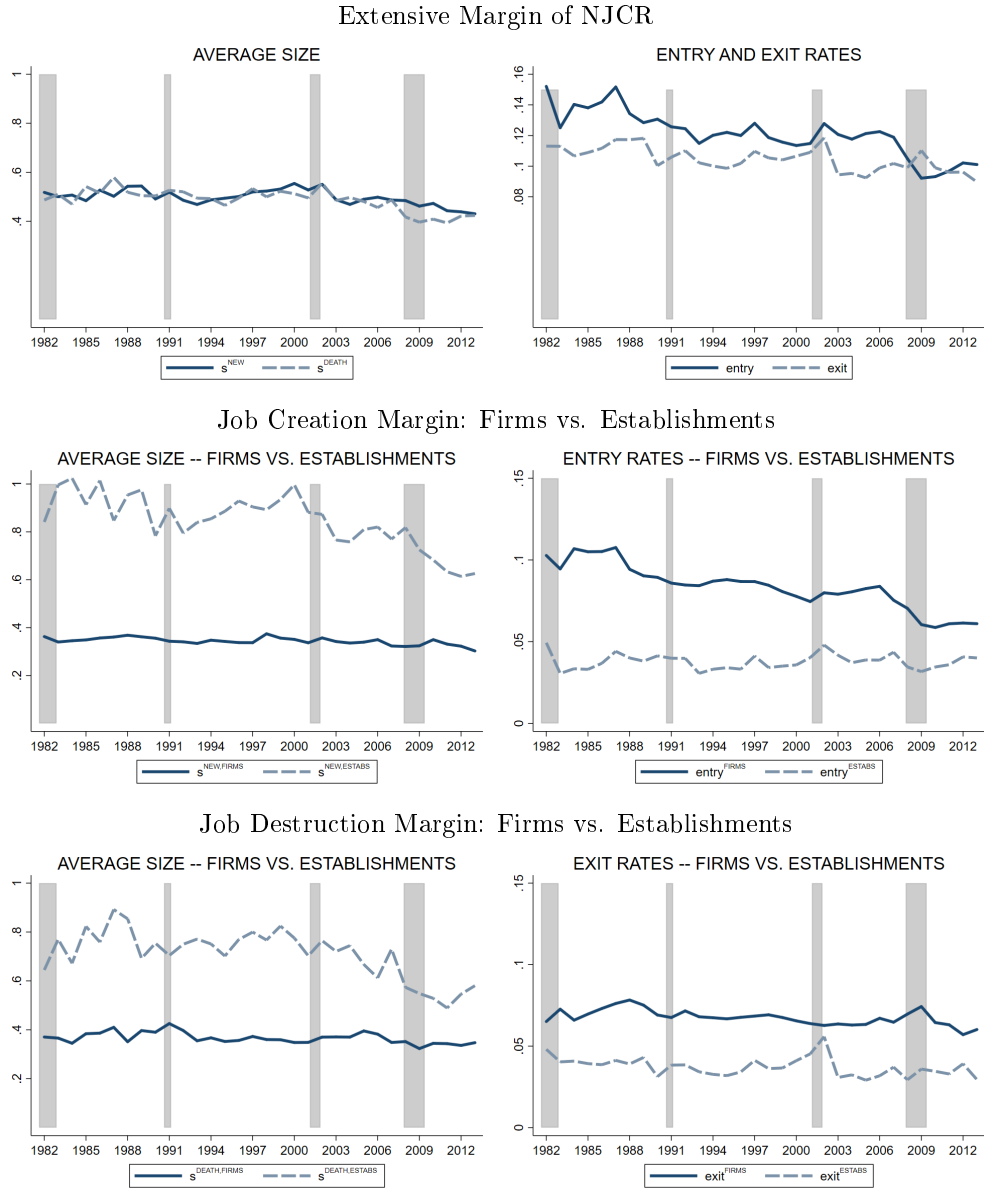 Extensive Margin of NJCR
AVERAGE SIZE
1
.8
.6
.4
1982 1985 1988 1991 1994 1997 2000 2003 2006 2009 2012
s^NEW s^DEATH
ENTRY AND EXIT RATES
.16
.14
.12
.1
.08
1982 1985 1988 1991 1994 1997 2000 2003 2006 2009 2012
entry exit
Job Creation Margin: Firms vs. Establishments
AVERAGE SIZE -- FIRMS VS. ESTABLISHMENTS
1
.8
.6
.4
.2
1982 1985 1988 1991 1994 1997 2000 2003 2006 2009 2012
s^NEW,FIRMS s^NEW,ESTABS
ENTRY RATES -- FIRMS VS. ESTABLISHMENTS
.15
.1
.05
0
1982 1985 1988 1991 1994 1997 2000 2003 2006 2009 2012
entry^FIRMS entry^ESTABS
Job Destruction Margin: Firms vs. Establishments
AVERAGE SIZE -- FIRMS VS. ESTABLISHMENTS
1
.8
.6
.4
.2
1982 1985 1988 1991 1994 1997 2000 2003 2006 2009 2012
s^DEATH,FIRMS s^DEATH,ESTABS
EXIT RATES -- FIRMS VS. ESTABLISHMENTS
.15
.1
.05
0
1982 1985 1988 1991 1994 1997 2000 2003 2006 2009 2012
exit^FIRMS exit^ESTABS